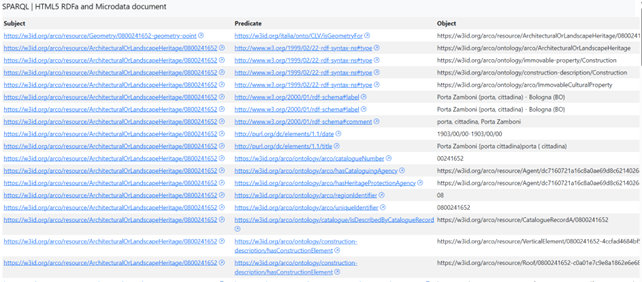 SPARQL | HTML5 RDFa and Microdata document
Subject Predicate Object
https://w3id.org/arco/resource/Geometry/0800241652-geometry-point https://w3id.org/italia/onto/CLV/isGeometryFor https://w3id.org/arco/resource/ArchitecturalOrLandscapeHeritage/080024
https://w3id.org/arco/resource/ArchitecturalOrLandscapeHeritage/0800241652 http://www.w3.org/1999/02/22-rdf-syntax-ns#type https://w3id.org/arco/ontology/arco/ArchitecturalOrLandscapeHeritage
https://w3id.org/arco/resource/ArchitecturalOrLandscapeHeritage/0800241652 http://www.w3.org/1999/02/22-rdf-syntax-ns#type https://w3id.org/arco/ontology/immovable-property/Construction
https://w3id.org/arco/resource/ArchitecturalOrLandscapeHeritage/0800241652 http://www.w3.org/1999/02/22-rdf-syntax-ns#type https://w3id.org/arco/ontology/construction-description/Construction
https://w3id.org/arco/resource/ArchitecturalOrLandscapeHeritage/0800241652 http://www.w3.org/1999/02/22-rdf-syntax-ns#type https://w3id.org/arco/ontology/arco/ImmovableCulturalProperty
https://w3id.org/arco/resource/ArchitecturalOrLandscapeHeritage/0800241652 http://www.w3.org/2000/01/rdf-schema#label Porta Zamboni (porta, cittadina) - Bologna (BO)
https://w3id.org/arco/resource/ArchitecturalOrLandscapeHeritage/0800241652 http://www.w3.org/2000/01/rdf-schema#label Porta Zamboni (porta, cittadina) - Bologna (BO)
https://w3id.org/arco/resource/ArchitecturalOrLandscapeHeritage/0800241652 http://www.w3.org/2000/01/rdf-schema#comment porta, cittadina, Porta Zamboni
https://w3id.org/arco/resource/ArchitecturalOrLandscapeHeritage/0800241652 http://purl.org/dc/elements/1.1/date 1903/00/00-1903/00/00
https://w3id.org/arco/resource/ArchitecturalOrLandscapeHeritage/0800241652 http://purl.org/dc/elements/1.1/title Porta Zamboni (porta cittadina)porta ( cittadina)
https://w3id.org/arco/resource/ArchitecturalOrLandscapeHeritage/0800241652 https://w3id.org/arco/ontology/arco/catalogueNumber 00241652
https://w3id.org/arco/resource/ArchitecturalOrLandscapeHeritage/0800241652 https://w3id.org/arco/ontology/arco/hasCataloguingAgency https://w3id.org/arco/resource/Agent/dc7160721a16c8a0ae69d8c6214026
https://w3id.org/arco/resource/ArchitecturalOrLandscapeHeritage/0800241652 https://w3id.org/arco/ontology/arco/hasHeritageProtectionAgency https://w3id.org/arco/resource/Agent/dc7160721a16c8a0ae69d8c6214026
https://w3id.org/arco/resource/ArchitecturalOrLandscapeHeritage/0800241652 https://w3id.org/arco/ontology/arco/regionIdentifier 08
https://w3id.org/arco/resource/ArchitecturalOrLandscapeHeritage/0800241652 https://w3id.org/arco/ontology/arco/uniqueIdentifier 0800241652
https://w3id.org/arco/resource/ArchitecturalOrLandscapeHeritage/0800241652 https://w3id.org/arco/ontology/catalogue/isDescribedByCatalogueRecord https://w3id.org/arco/resource/CatalogueRecordA/0800241652
https://w3id.org/arco/resource/ArchitecturalOrLandscapeHeritage/0800241652 https://w3id.org/arco/ontology/construction- https://w3id.org/arco/resource/VerticalElement/0800241652-4ccfad4684bf
description/hasConstructionElement
https://w3id.org/arco/resource/ArchitecturalOrLandscapeHeritage/0800241652 https://w3id.org/arco/ontology/construction- https://w3id.org/arco/resource/Roof/0800241652-c0a01e7c9e8a1862e6e6
description/hasConstructionElement